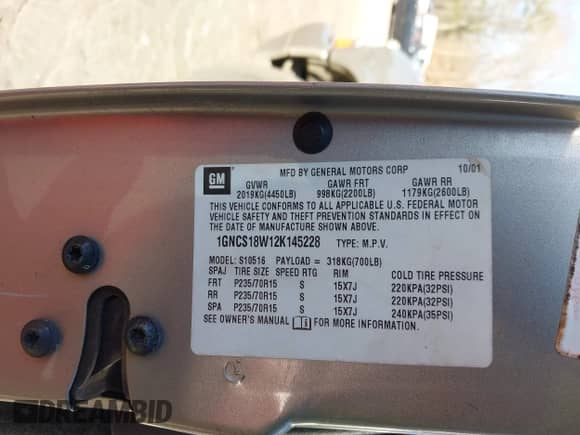 GM
MFD BY GENERAL MOTORS CORP 10/01
GVWR GAWR FRT GAWR RR
2019KG(4450LB) 998KG(2200LB) 1179KG(2600LB)
THIS VEHICLE CONFORMS TO ALL APPLICABLE U.S. FEDERAL MOTOR
VEHICLE SAFETY AND THEFT PREVENTION STANDARDS IN EFFECT ON
THE DATE OF MANUFACTURE SHOWN ABOVE.
1GNCS18W12K145228 TYPE: M.P.V.
MODEL: S10516 PAYLOAD = 318KG(700LB)
SPAJ TIRE SIZE SPEED RTG RIM COLD TIRE PRESSURE
FRT P235/70R15 S 15X7J 220KPA(32PSI)
RR P235/70R15 S 15X7J 220KPA(32PSI)
SPA P235/70R15 S 15X7J 240KPA(35PSI)
SEE OWNER'S MANUAL FOR MORE INFORMATION
DREAMBID